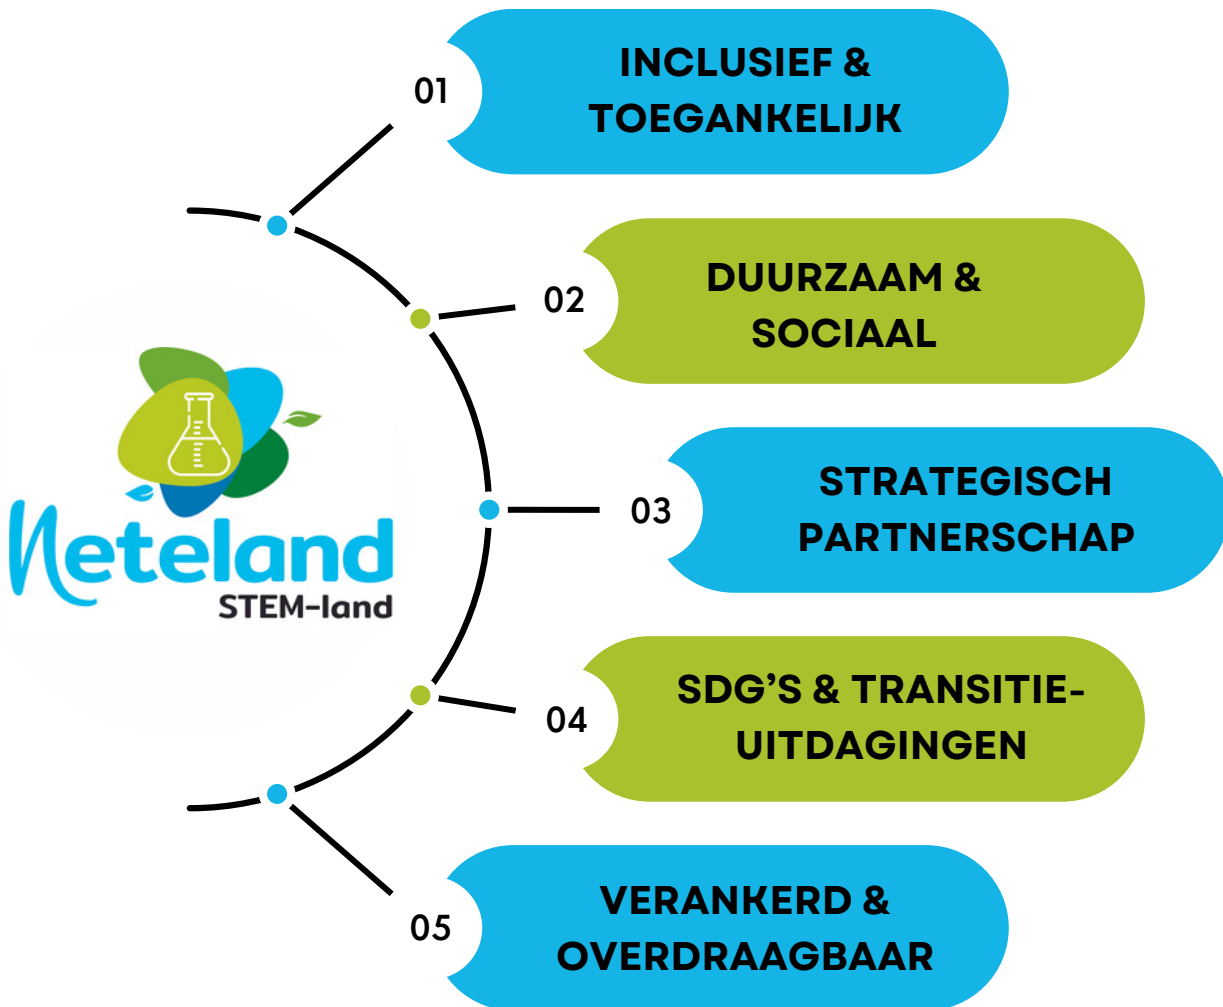 01
INCLUSIEF &
TOEGANKELIJK
02
DUURZAAM &
SOCIAAL
Neteland
STEM-land
03
STRATEGISCH
PARTNERSCHAP
04
SDG’S & TRANSITIE-
UITDAGINGEN
05
VERANKERD &
OVERDRAAGBAAR